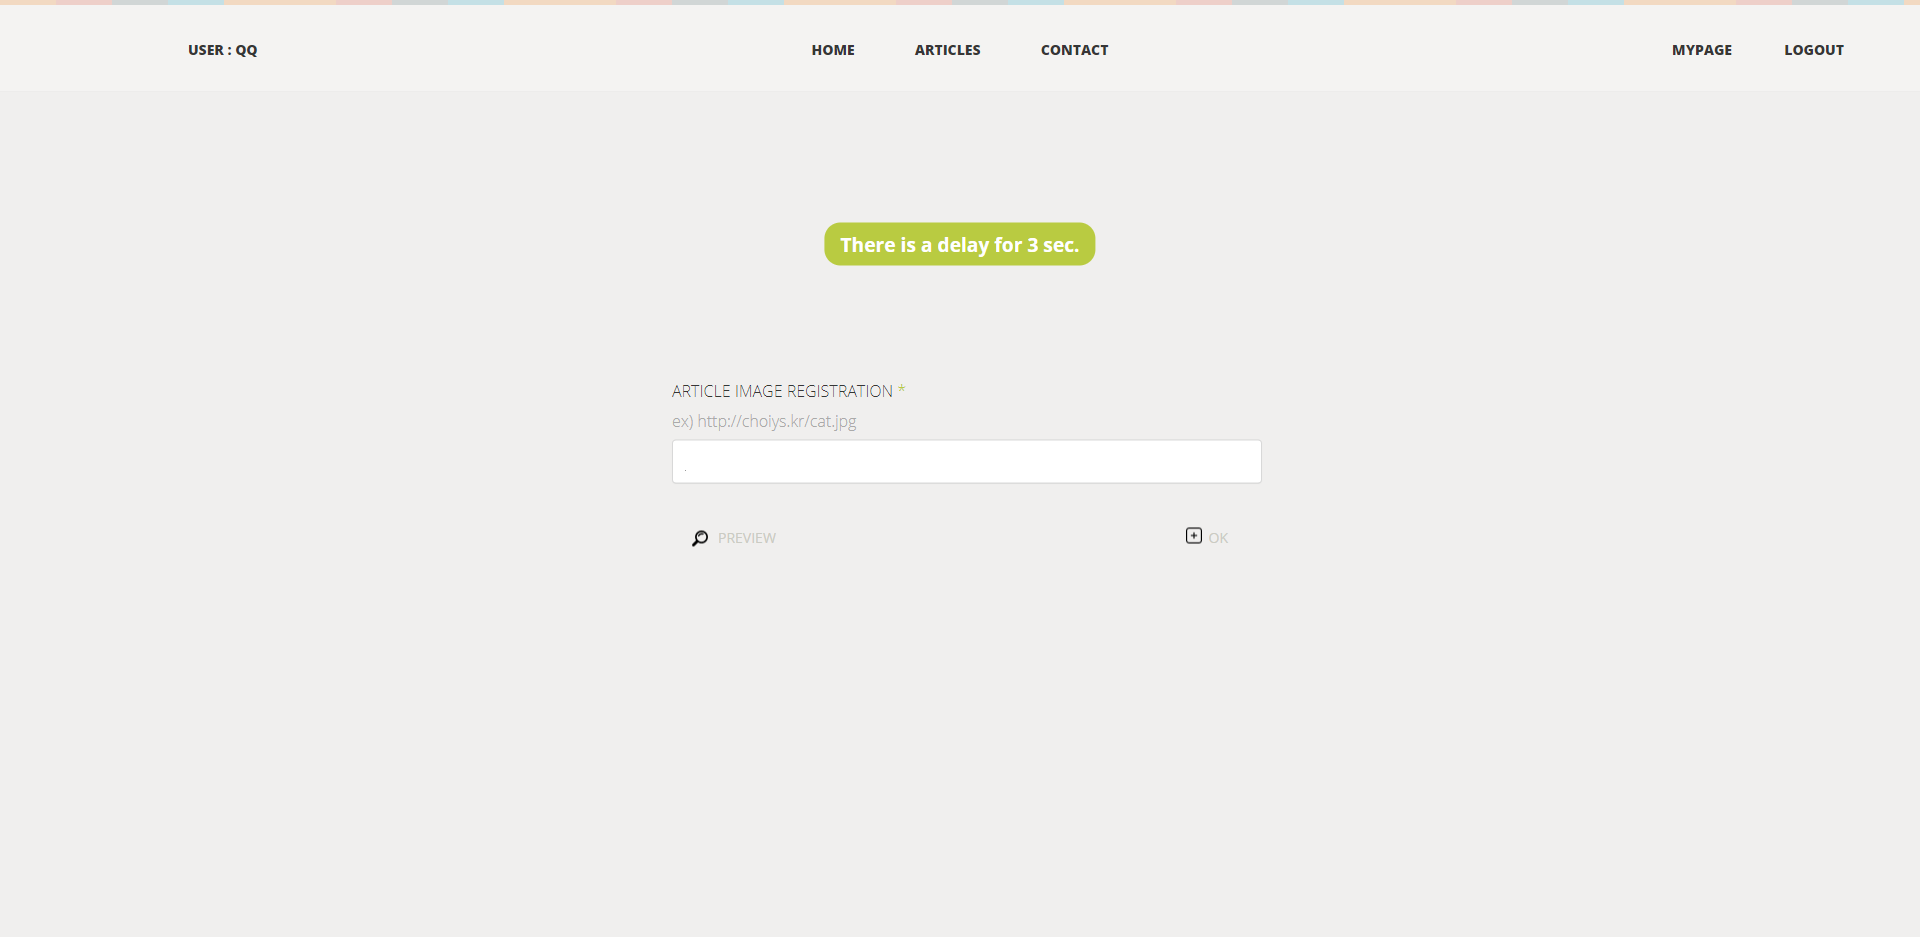 USER : QQ
HOME
ARTICLES
CONTACT
MYPAGE
LOGOUT
There is a delay for 3 sec.
ARTICLE IMAGE REGISTRATION *
ex) http://choiys.kr/cat.jpg
.
PREVIEW
OK